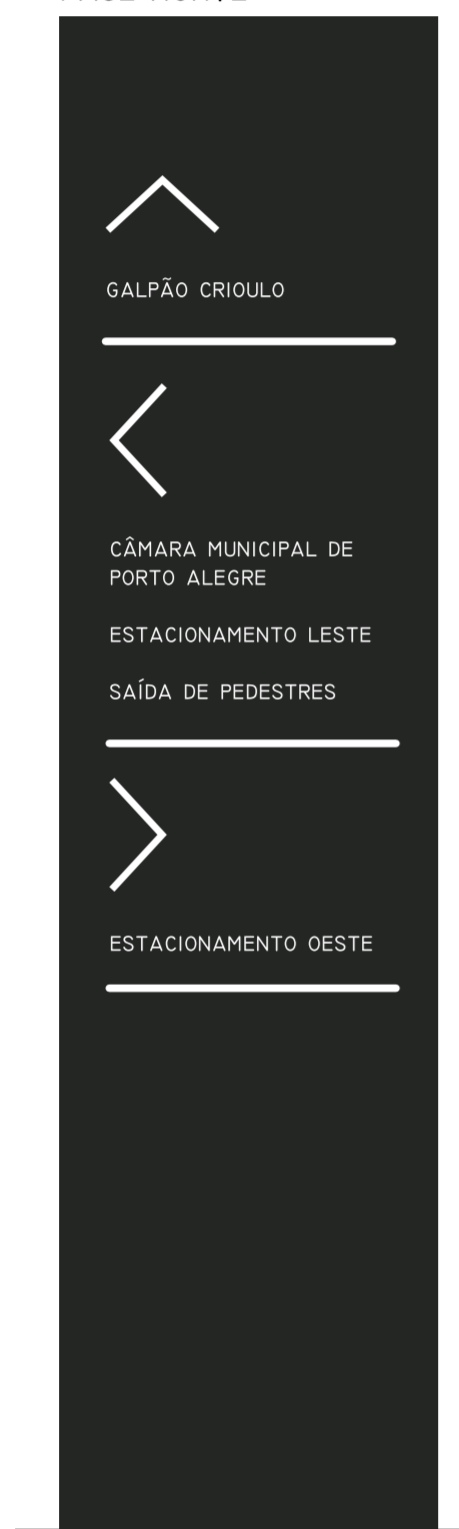 GALPÃO CRIOULO
CÂMARA MUNICIPAL DE
PORTO ALEGRE
ESTACIONAMENTO LESTE
SAÍDA DE PEDESTRES
ESTACIONAMENTO OESTE